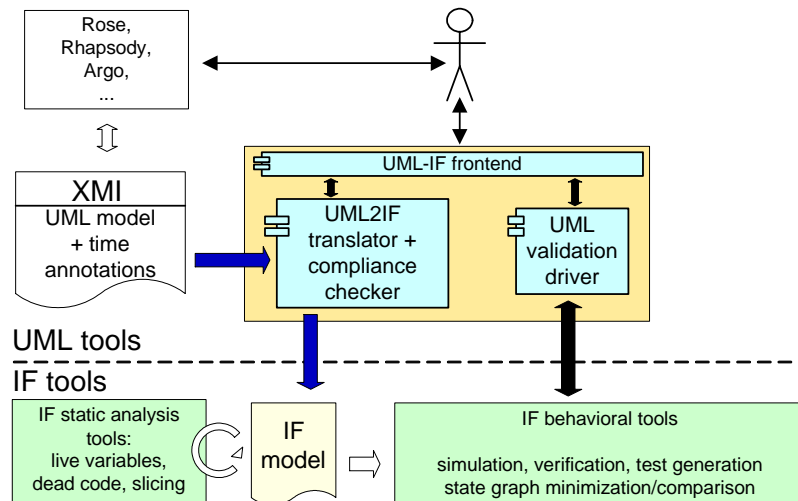 Rose,
Rhapsody,
Argo,
...
UML-IF frontend
XMI
UML model
+ time
annotations
UML2IF
translator +
compliance
checker
UML
validation
driver
UML tools
IF tools
IF static analysis
tools:
live variables,
dead code, slicing
IF
model
IF behavioral tools
simulation, verification, test generation
state graph minimization/comparison